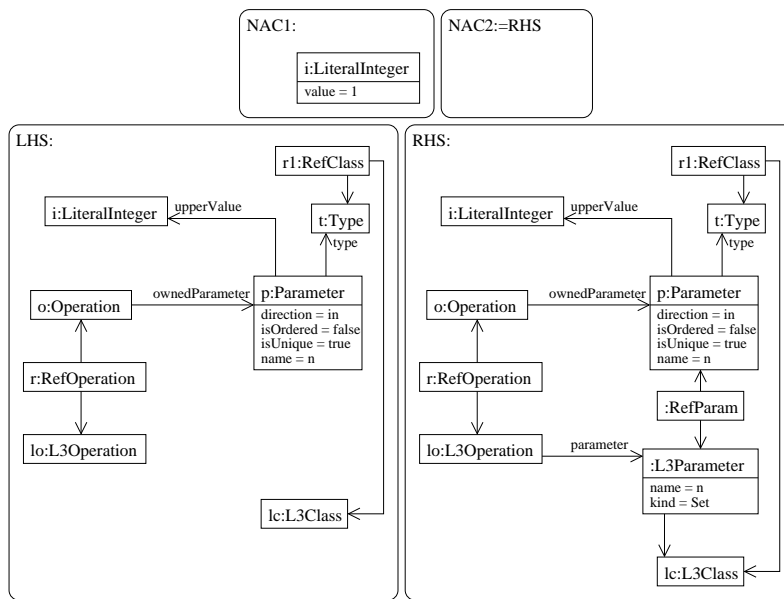 NAC1:
i:LiteralInteger
value = 1
NAC2:=RHS
LHS:
r1:RefClass
upperValue
i:LiteralInteger
t:Type
type
ownedParameter
p:Parameter
o:Operation
direction = in
isOrdered = false
isUnique = true
name = n
r:RefOperation
lo:L3Operation
lc:L3Class
RHS:
r1:RefClass
upperValue
i:LiteralInteger
t:Type
type
ownedParameter
p:Parameter
o:Operation
direction = in
isOrdered = false
isUnique = true
name = n
r:RefOperation
:RefParam
parameter
lo:L3Operation
:L3Parameter
name = n
kind = Set
lc:L3Class